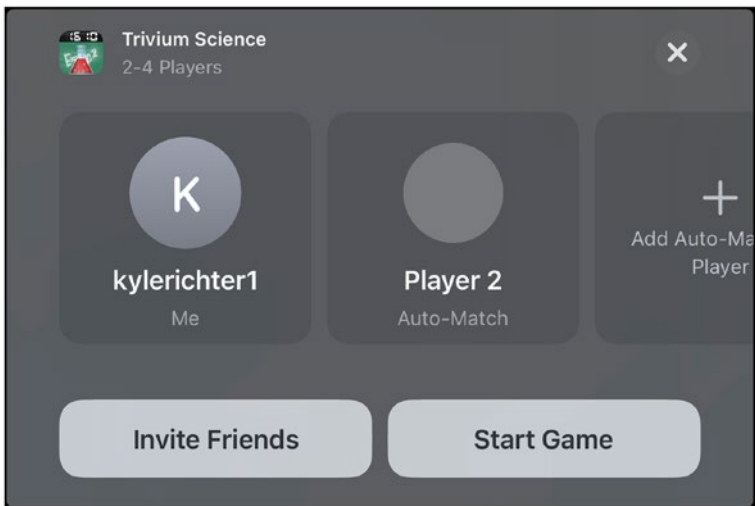 Trivium Science
2-4 Players
K
kylerichter1
Me
Player 2
Auto-Match
Add Auto-Ma
Player
Invite Friends
Start Game